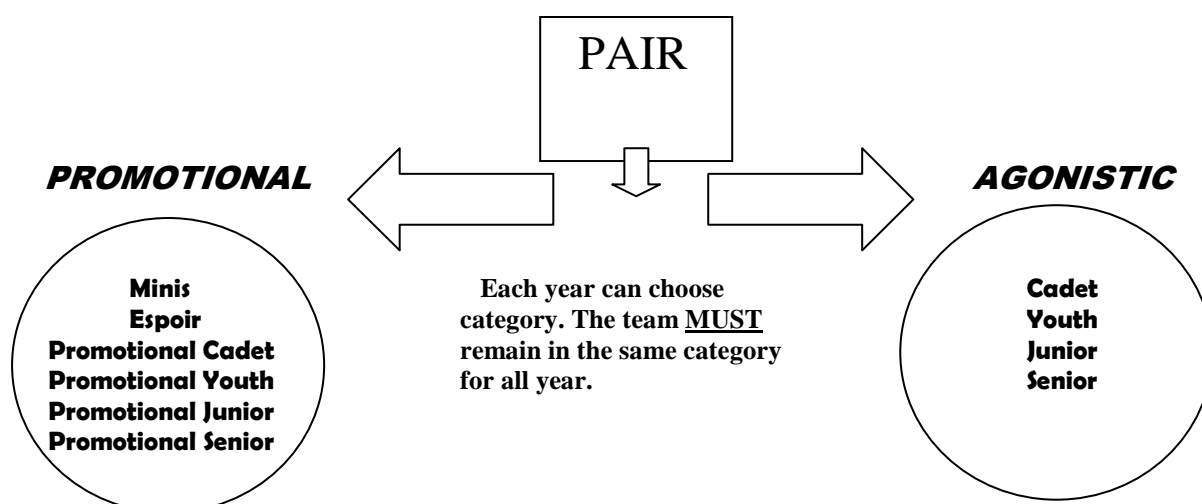 PAIR
PROMOTIONAL
AGONISTIC
Minis
Espoir
Promotional Cadet
Promotional Youth
Promotional Junior
Promotional Senior
Each year can choose
category. The team MUST
remain in the same category
for all year.
Cadet
Youth
Junior
Senior